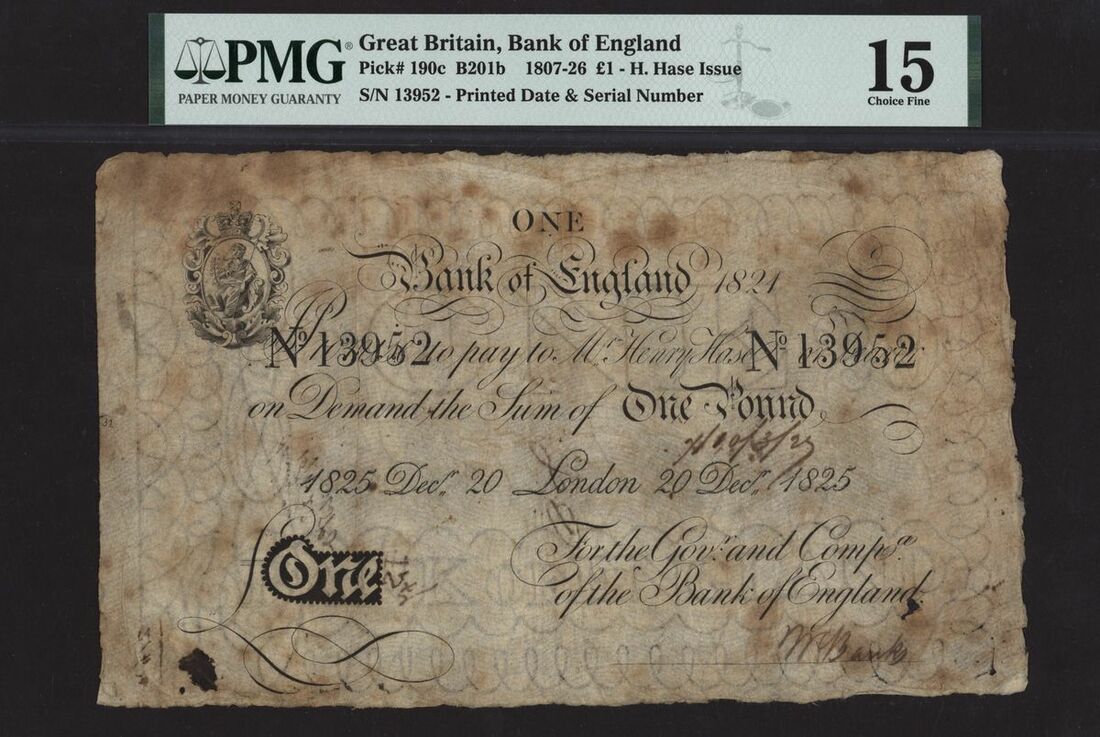 PMG®
PAPER MONEY GUARANTY
Great Britain, Bank of England
Pick# 190c B201b 1807-26 £1 - H. Hase Issue
S/N 13952 - Printed Date & Serial Number
15
Choice Fine
ONE
Bank of England 1821
I Promise to pay to Mr. Henry Hase
Nº 13952 Nº 13952
on Demand the Sum of One Pound
1825 Decr. 20 London 20 Decr. 1825
For the Govr. and Compa.
of the Bank of England.
£One
31